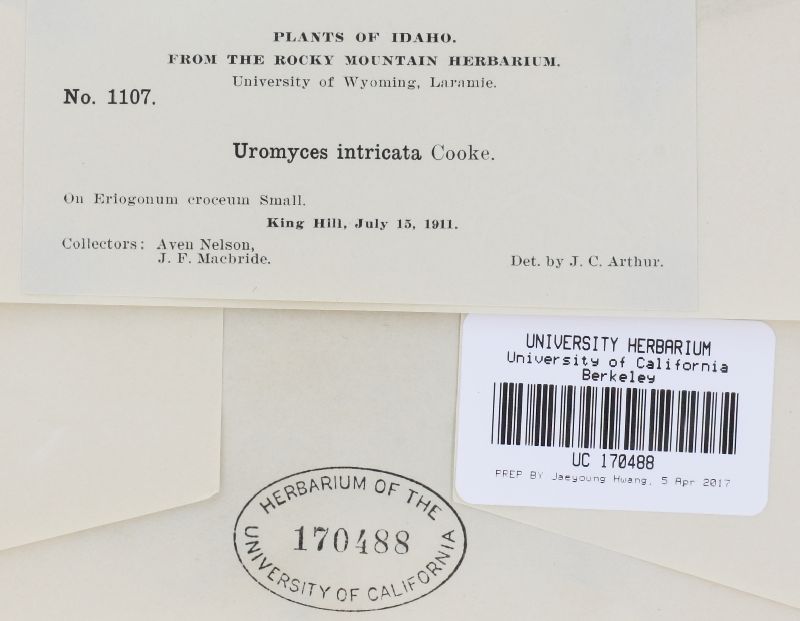 PLANTS OF IDAHO.
FROM THE ROCKY MOUNTAIN HERBARIUM.
University of Wyoming, Laramie.
No. 1107.
Uromyces intricata Cooke.
On Eriogonum croceum Small.
King Hill, July 15, 1911.
Collectors: Aven Nelson,
J. F. Macbride.
Det. by J. C. Arthur.
UNIVERSITY HERBARIUM
University of California
Berkeley
UC 170488
PREP BY Jaeyoung Hwang, 5 Apr 2017
HERBARIUM OF THE
170488
UNIVERSITY OF CALIFORNIA